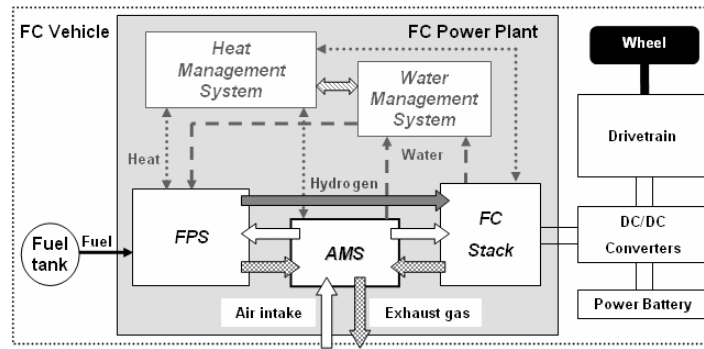 FC Vehicle
FC Power Plant
Heat
Management
System
Water
Management
System
Wheel
Drivetrain
Heat
Water
Hydrogen
Fuel
tank
Fuel
FPS
AMS
FC
Stack
DC/DC
Converters
Power Battery
Air intake
Exhaust gas